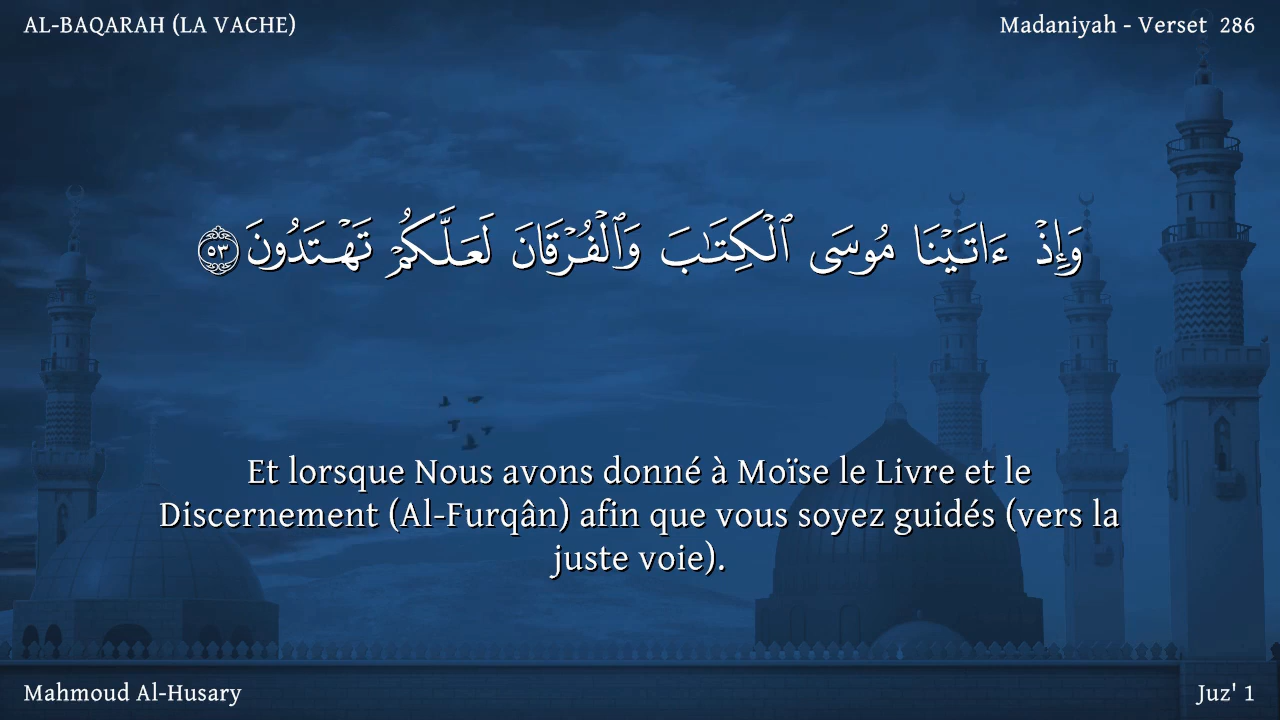 AL-BAQARAH (LA VACHE)
Madaniyah - Verset 286
وَإِذْ ءَاتَيْنَا مُوسَى ٱلْكِتَٰبَ وَٱلْفُرْقَانَ لَعَلَّكُمْ تَهْتَدُونَ ٥٣
Et lorsque Nous avons donné à Moïse le Livre et le
Discernement (Al-Furqân) afin que vous soyez guidés (vers la
juste voie).
Mahmoud Al-Husary
Juz' 1